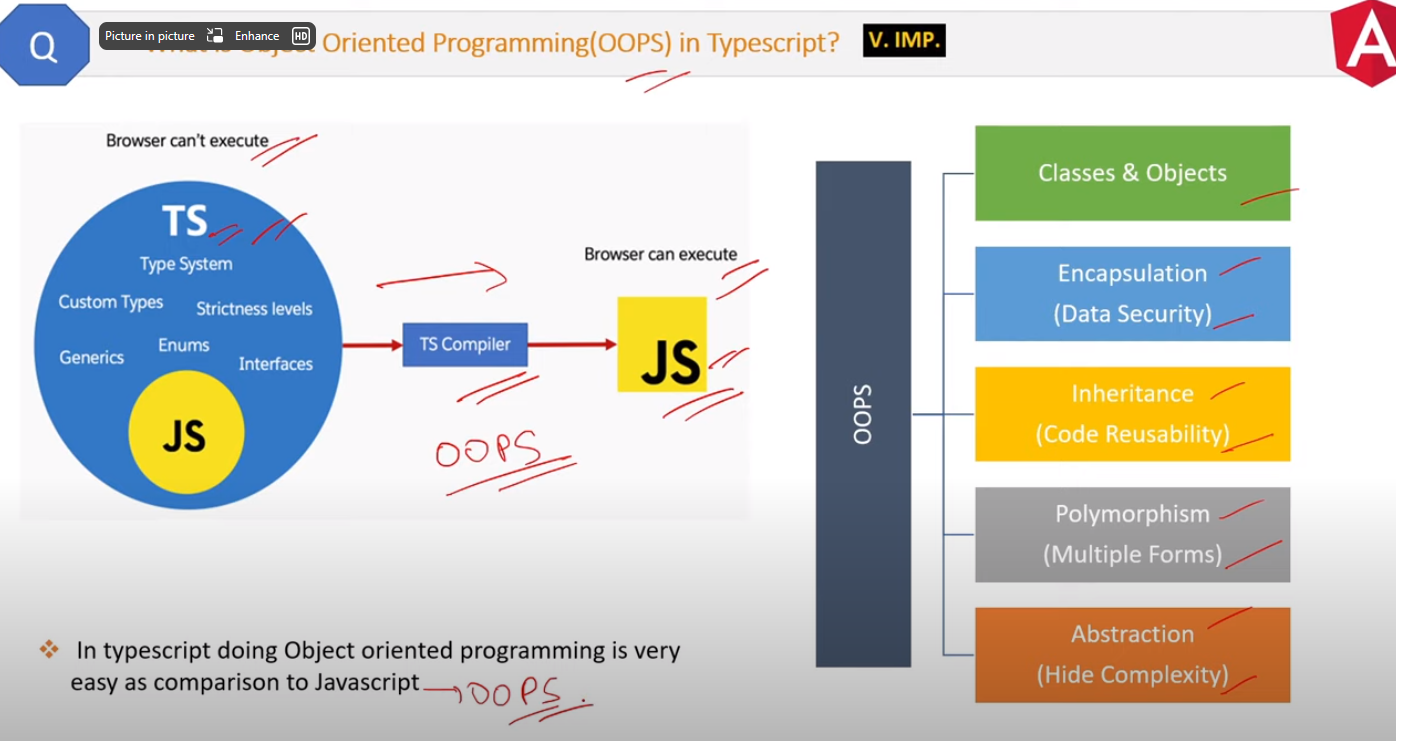 Q
Picture in picture
Enhance
HD
What is Object Oriented Programming(OOPS) in Typescript?
V. IMP.
A
Browser can't execute
TS
Type System
Custom Types
Strictness levels
Enums
Generics
Interfaces
JS
TS Compiler
Browser can execute
JS
OOPS
In typescript doing Object oriented programming is very
easy as comparison to Javascript
OOPS
OOPS
Classes & Objects
Encapsulation
(Data Security)
Inheritance
(Code Reusability)
Polymorphism
(Multiple Forms)
Abstraction
(Hide Complexity)